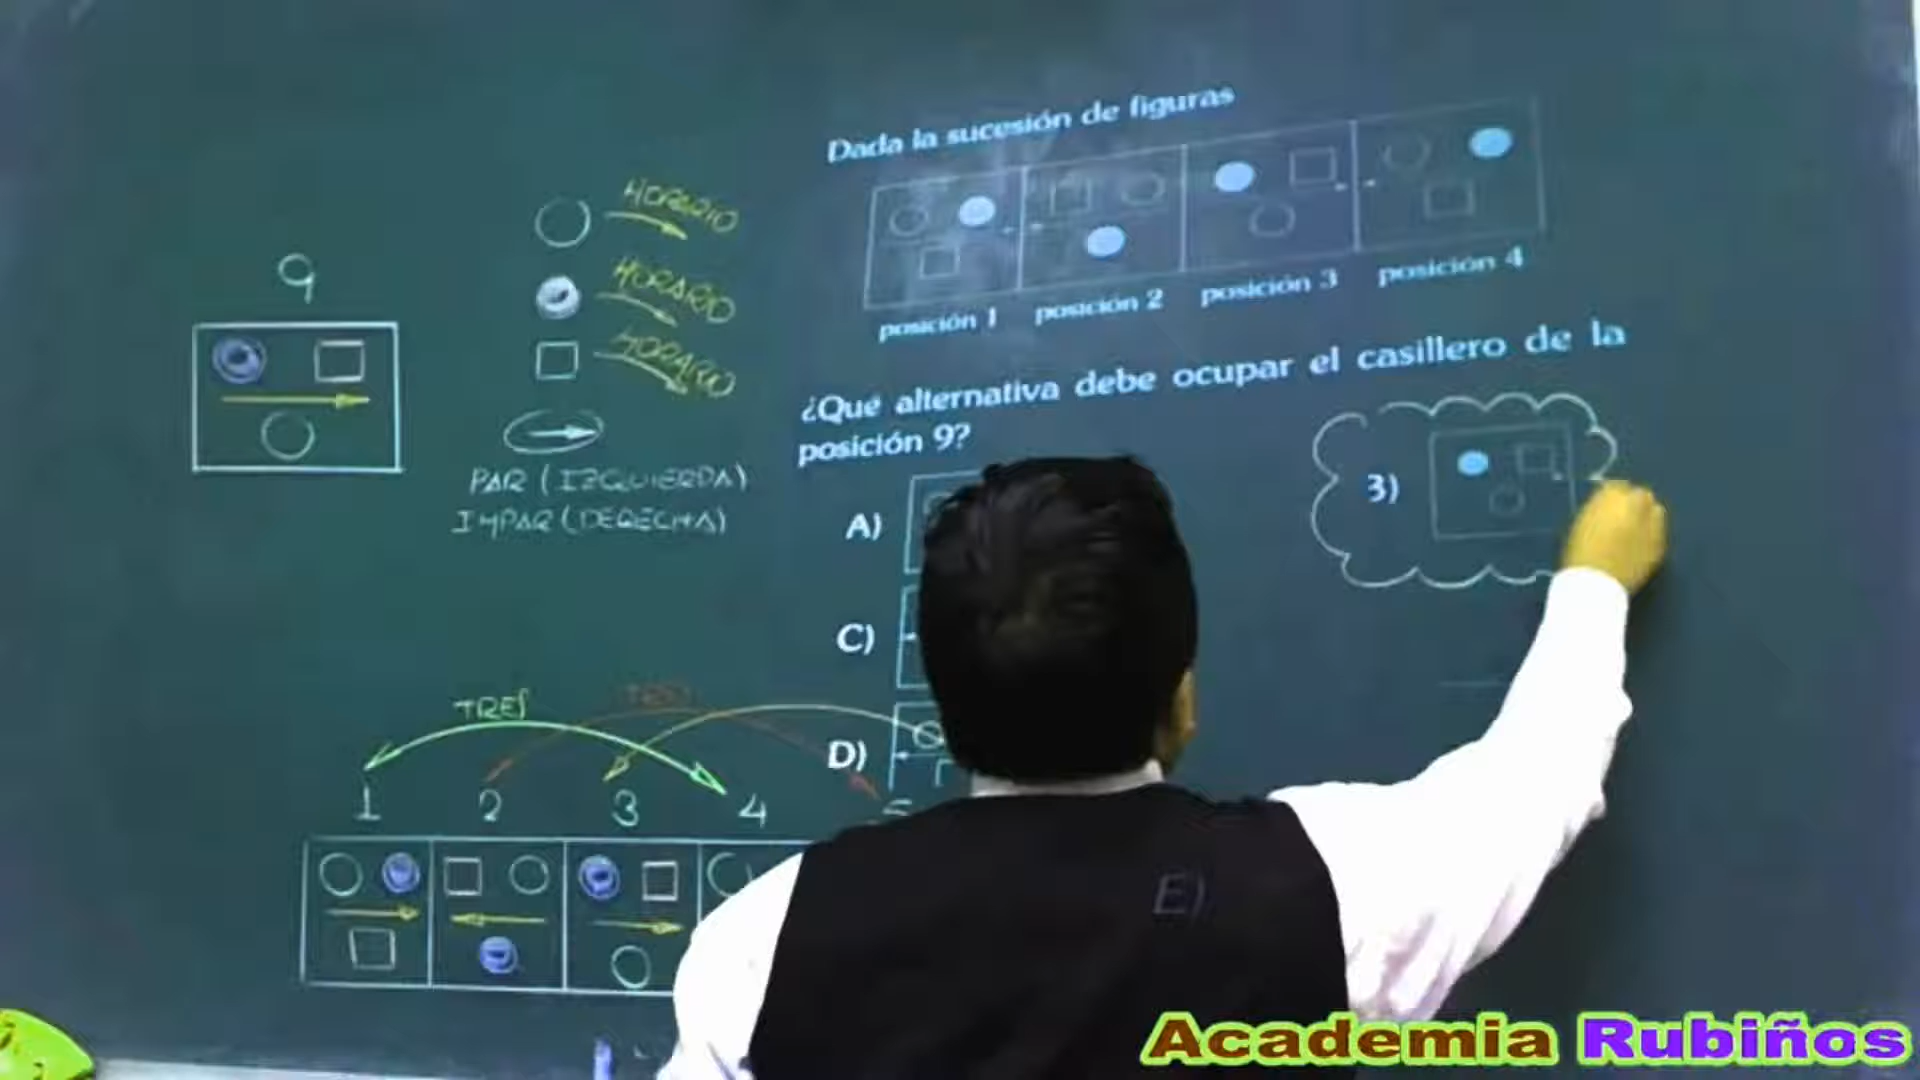 Dada la sucesión de figuras
posición 1 posición 2 posición 3 posición 4
¿Qué alternativa debe ocupar el casillero de la
posición 9?
A)
3)
C)
D)
E)
9
HORARIO
HORARIO
HORARIO
PAR (IZQUIERDA)
IMPAR (DERECHA)
TRES TRES
1 2 3 4 5
Academia Rubiños